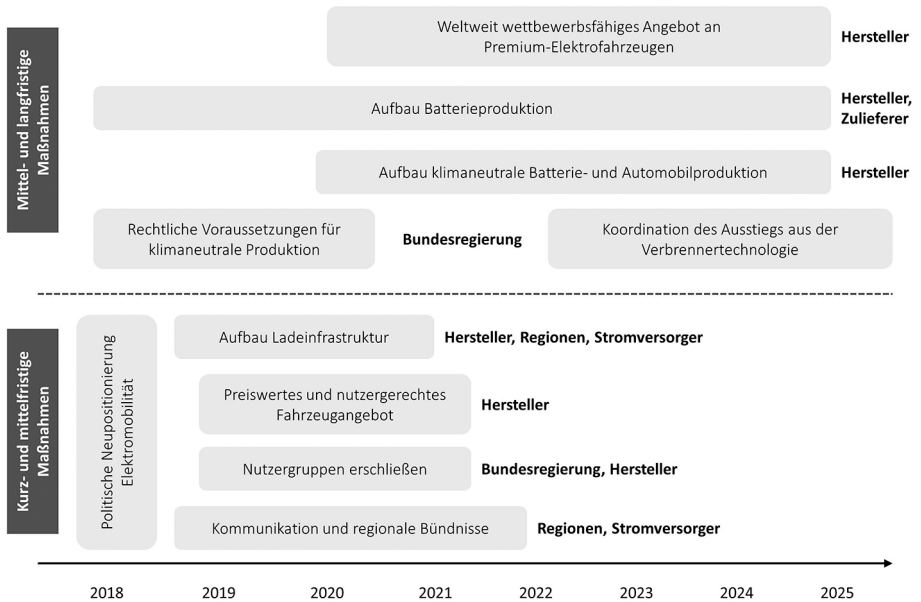 Mittel- und langfristige
Maßnahmen
Weltweit wettbewerbsfähiges Angebot an
Premium-Elektrofahrzeugen
Hersteller
Aufbau Batterieproduktion
Hersteller,
Zulieferer
Aufbau klimaneutrale Batterie- und Automobilproduktion
Hersteller
Rechtliche Voraussetzungen für
klimaneutrale Produktion
Bundesregierung
Koordination des Ausstiegs aus der
Verbrennertechnologie
Kurz- und mittelfristige
Maßnahmen
Politische Neupositionierung
Elektromobilität
Aufbau Ladeinfrastruktur
Hersteller, Regionen, Stromversorger
Preiswertes und nutzergerechtes
Fahrzeugangebot
Hersteller
Nutzergruppen erschließen
Bundesregierung, Hersteller
Kommunikation und regionale Bündnisse
Regionen, Stromversorger
2018 2019 2020 2021 2022 2023 2024 2025